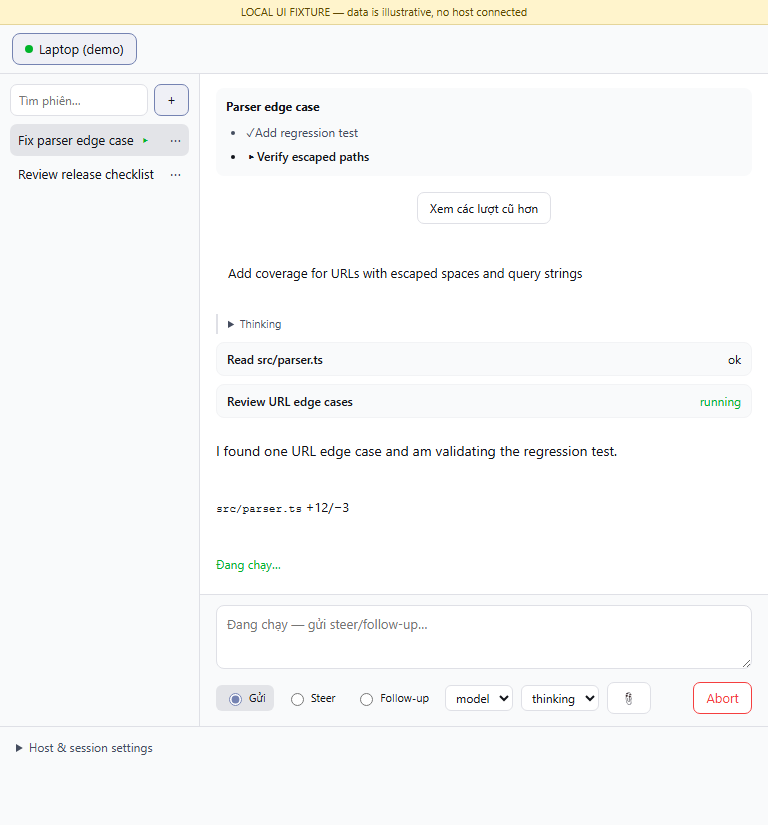 LOCAL UI FIXTURE — data is illustrative, no host connected
Laptop (demo)
Tìm phiên...
+
Fix parser edge case
Review release checklist
Parser edge case
✓Add regression test
▸ Verify escaped paths
Xem các lượt cũ hơn
Add coverage for URLs with escaped spaces and query strings
Thinking
Read src/parser.ts ok
Review URL edge cases running
I found one URL edge case and am validating the regression test.
src/parser.ts +12/−3
Đang chạy...
Đang chạy — gửi steer/follow-up...
Gửi Steer Follow-up model thinking Abort
Host & session settings